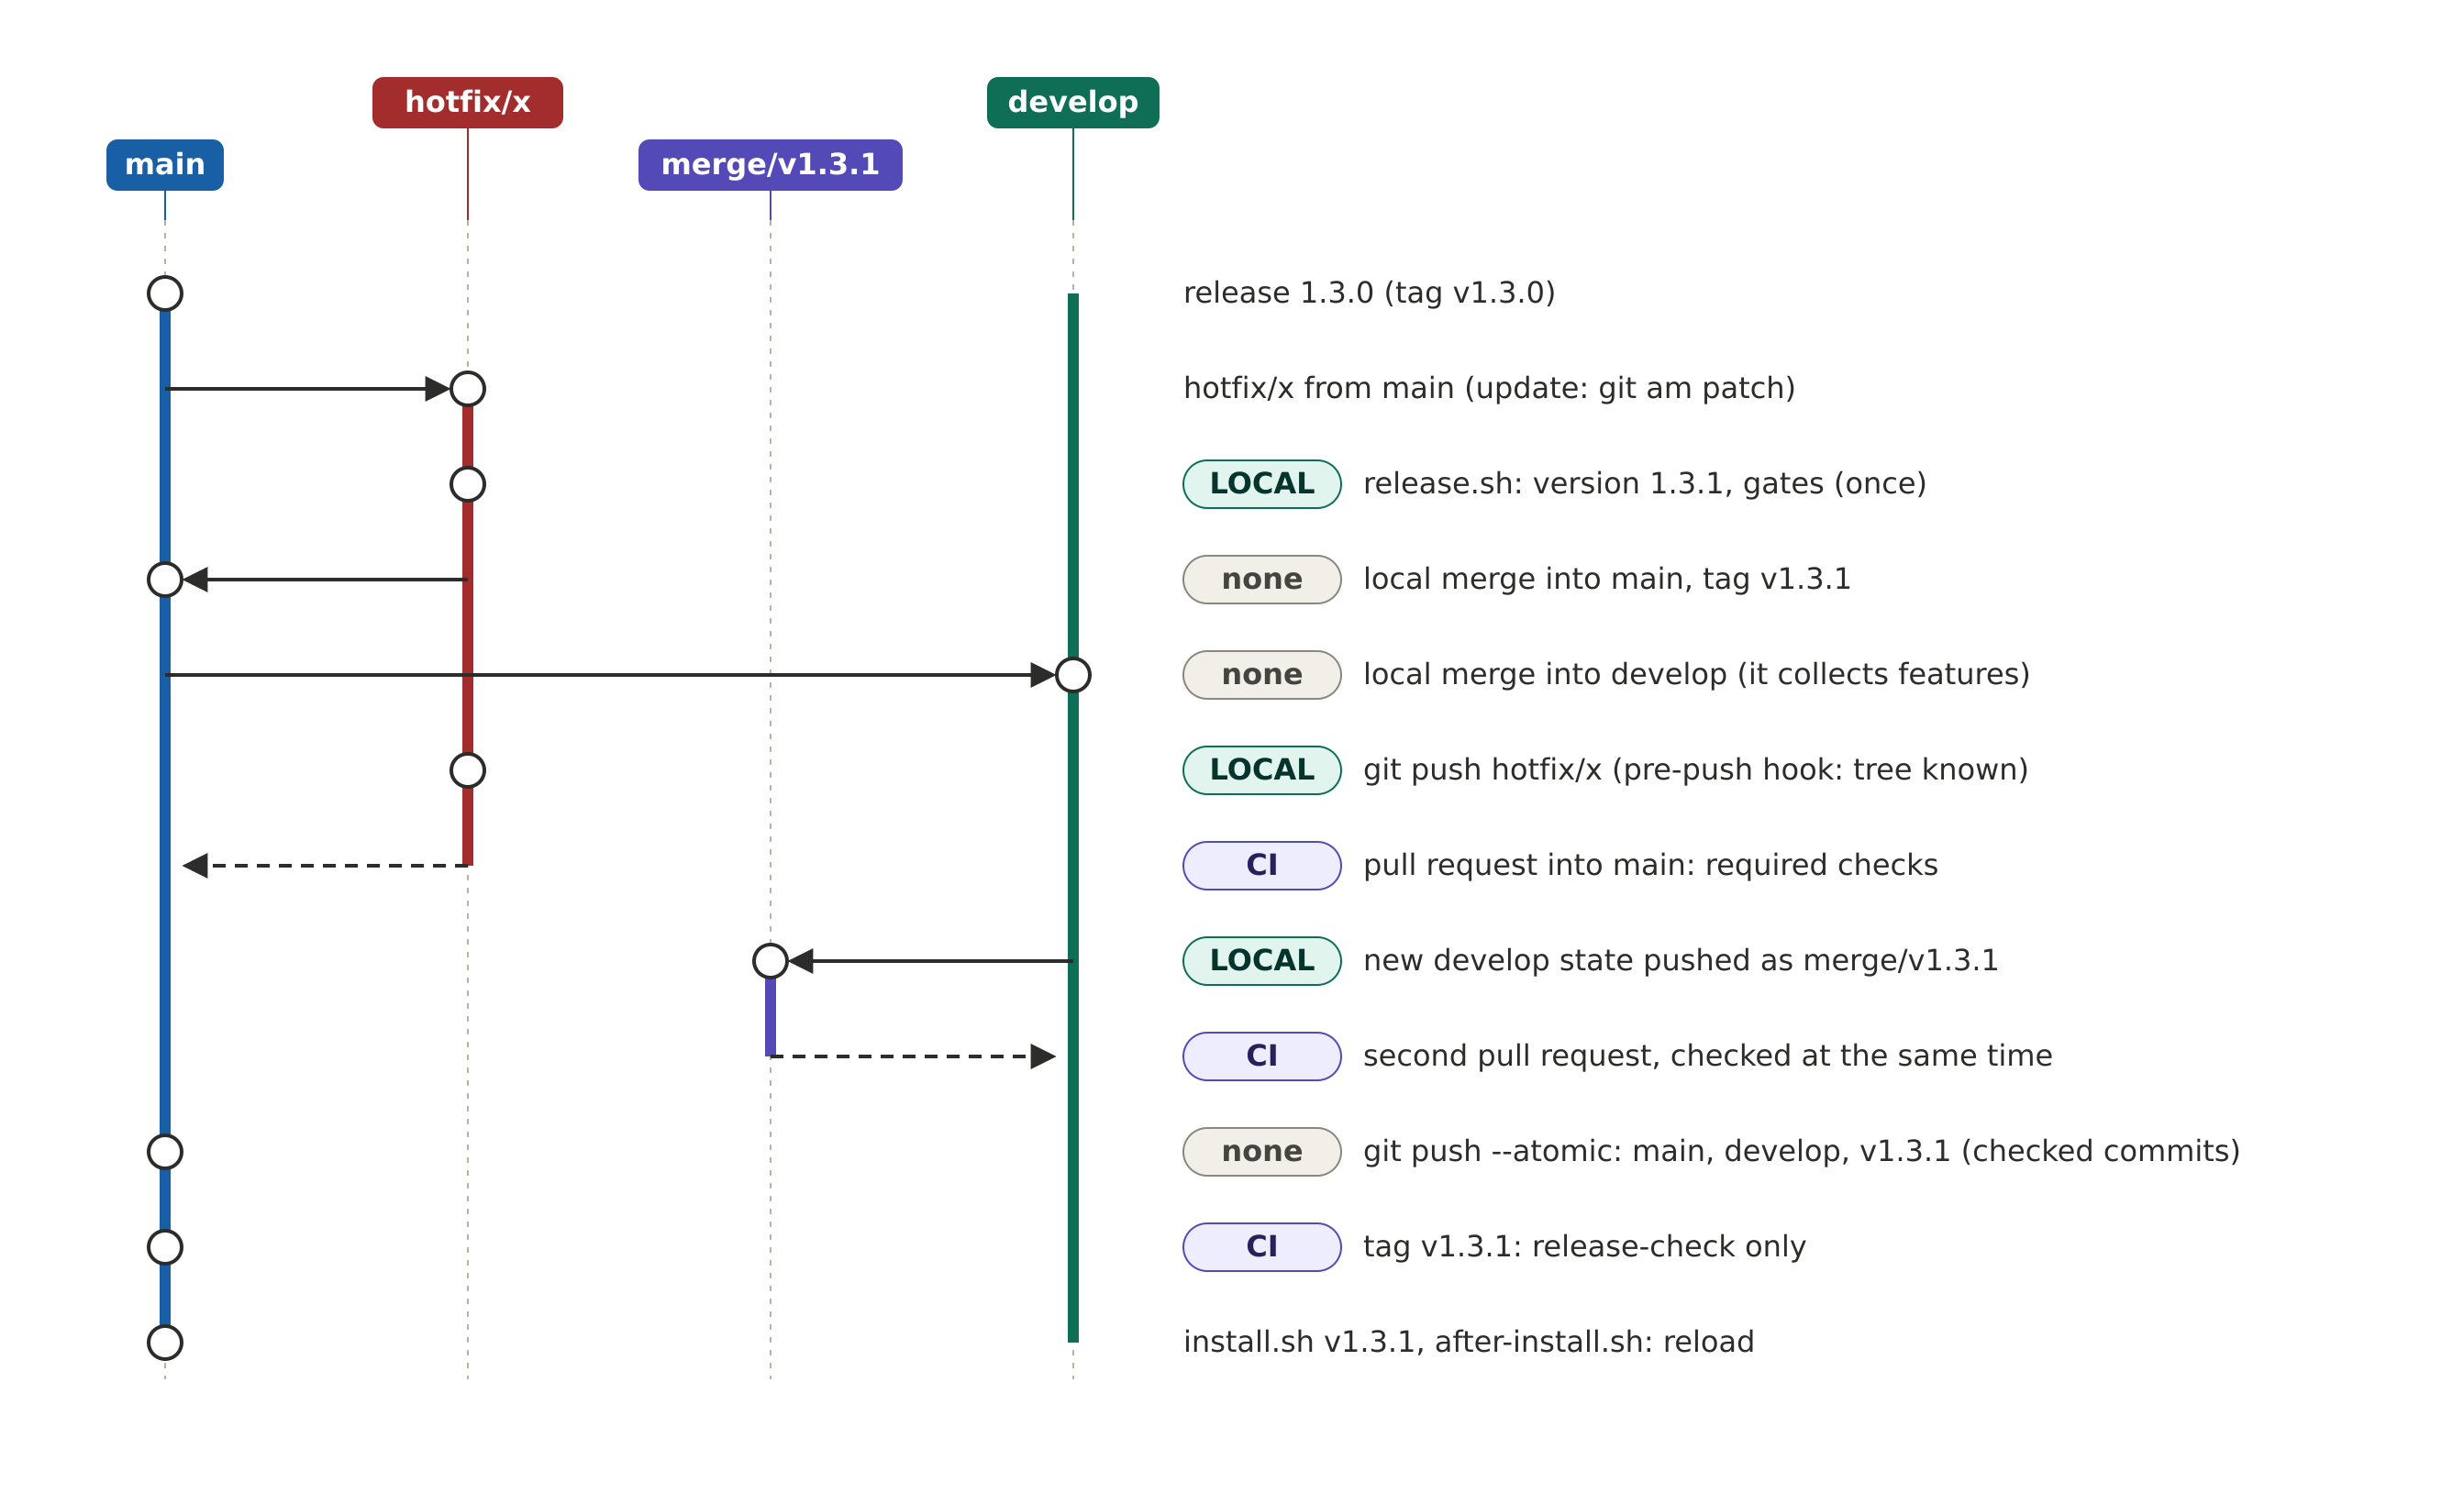 hotfix/x
develop
main
merge/v1.3.1
release 1.3.0 (tag v1.3.0)
hotfix/x from main (update: git am patch)
LOCAL release.sh: version 1.3.1, gates (once)
none local merge into main, tag v1.3.1
none local merge into develop (it collects features)
LOCAL git push hotfix/x (pre-push hook: tree known)
CI pull request into main: required checks
LOCAL new develop state pushed as merge/v1.3.1
CI second pull request, checked at the same time
none git push --atomic: main, develop, v1.3.1 (checked commits)
CI tag v1.3.1: release-check only
install.sh v1.3.1, after-install.sh: reload